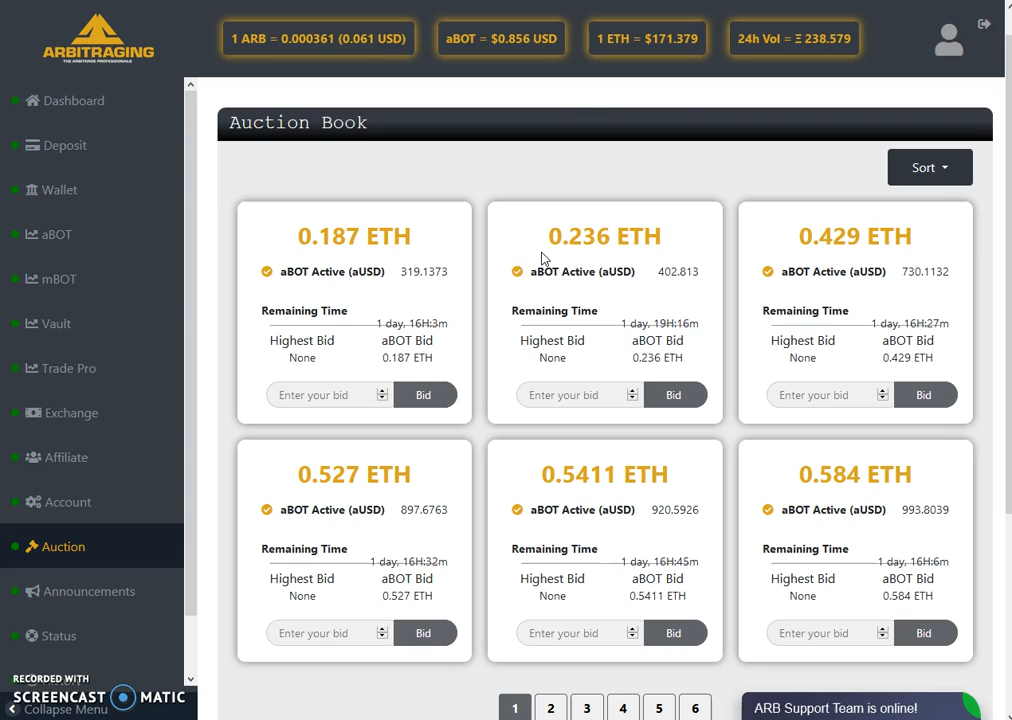 ARBITRAGING
THE ARBITRAGE PROFESSIONALS
1 ARB = 0.000361 (0.061 USD)
aBOT = $0.856 USD
1 ETH = $171.379
24h Vol = Ξ 238.579
Dashboard
Deposit
Wallet
aBOT
mBOT
Vault
Trade Pro
Exchange
Affiliate
Account
Auction
Announcements
Status
RECORDED WITH
SCREENCAST MATIC
Collapse Menu
Auction Book
Sort
0.187 ETH
aBOT Active (aUSD) 319.1373
Remaining Time
1 day, 16H:3m
Highest Bid aBOT Bid
None 0.187 ETH
Enter your bid Bid
0.236 ETH
aBOT Active (aUSD) 402.813
Remaining Time
1 day, 19H:16m
Highest Bid aBOT Bid
None 0.236 ETH
Enter your bid Bid
0.429 ETH
aBOT Active (aUSD) 730.1132
Remaining Time
1 day, 16H:27m
Highest Bid aBOT Bid
None 0.429 ETH
Enter your bid Bid
0.527 ETH
aBOT Active (aUSD) 897.6763
Remaining Time
1 day, 16H:32m
Highest Bid aBOT Bid
None 0.527 ETH
Enter your bid Bid
0.5411 ETH
aBOT Active (aUSD) 920.5926
Remaining Time
1 day, 16H:45m
Highest Bid aBOT Bid
None 0.5411 ETH
Enter your bid Bid
0.584 ETH
aBOT Active (aUSD) 993.8039
Remaining Time
1 day, 16H:6m
Highest Bid aBOT Bid
None 0.584 ETH
Enter your bid Bid
1 2 3 4 5 6
ARB Support Team is online!